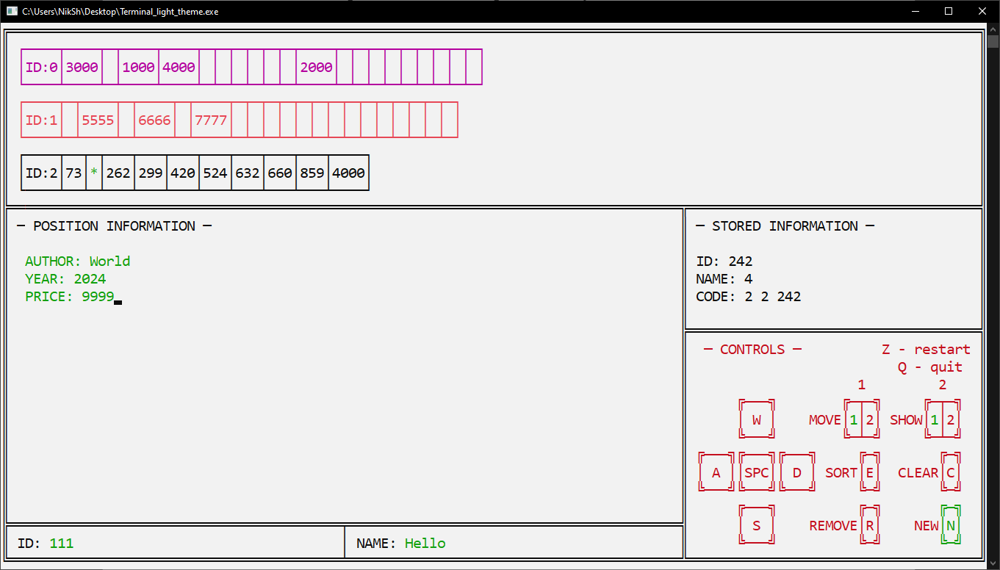 C:\Users\NikSh\Desktop\Terminal_light_theme.exe
ID:0 3000 1000 4000 2000
ID:1 5555 6666 7777
ID:2 73 * 262 299 420 524 632 660 859 4000
— POSITION INFORMATION —
AUTHOR: World
YEAR: 2024
PRICE: 9999
ID: 111
NAME: Hello
— STORED INFORMATION —
ID: 242
NAME: 4
CODE: 2 2 242
— CONTROLS —
Z - restart
Q - quit
1 2
W MOVE 1 2 SHOW 1 2
A SPC D SORT E CLEAR C
S REMOVE R NEW N